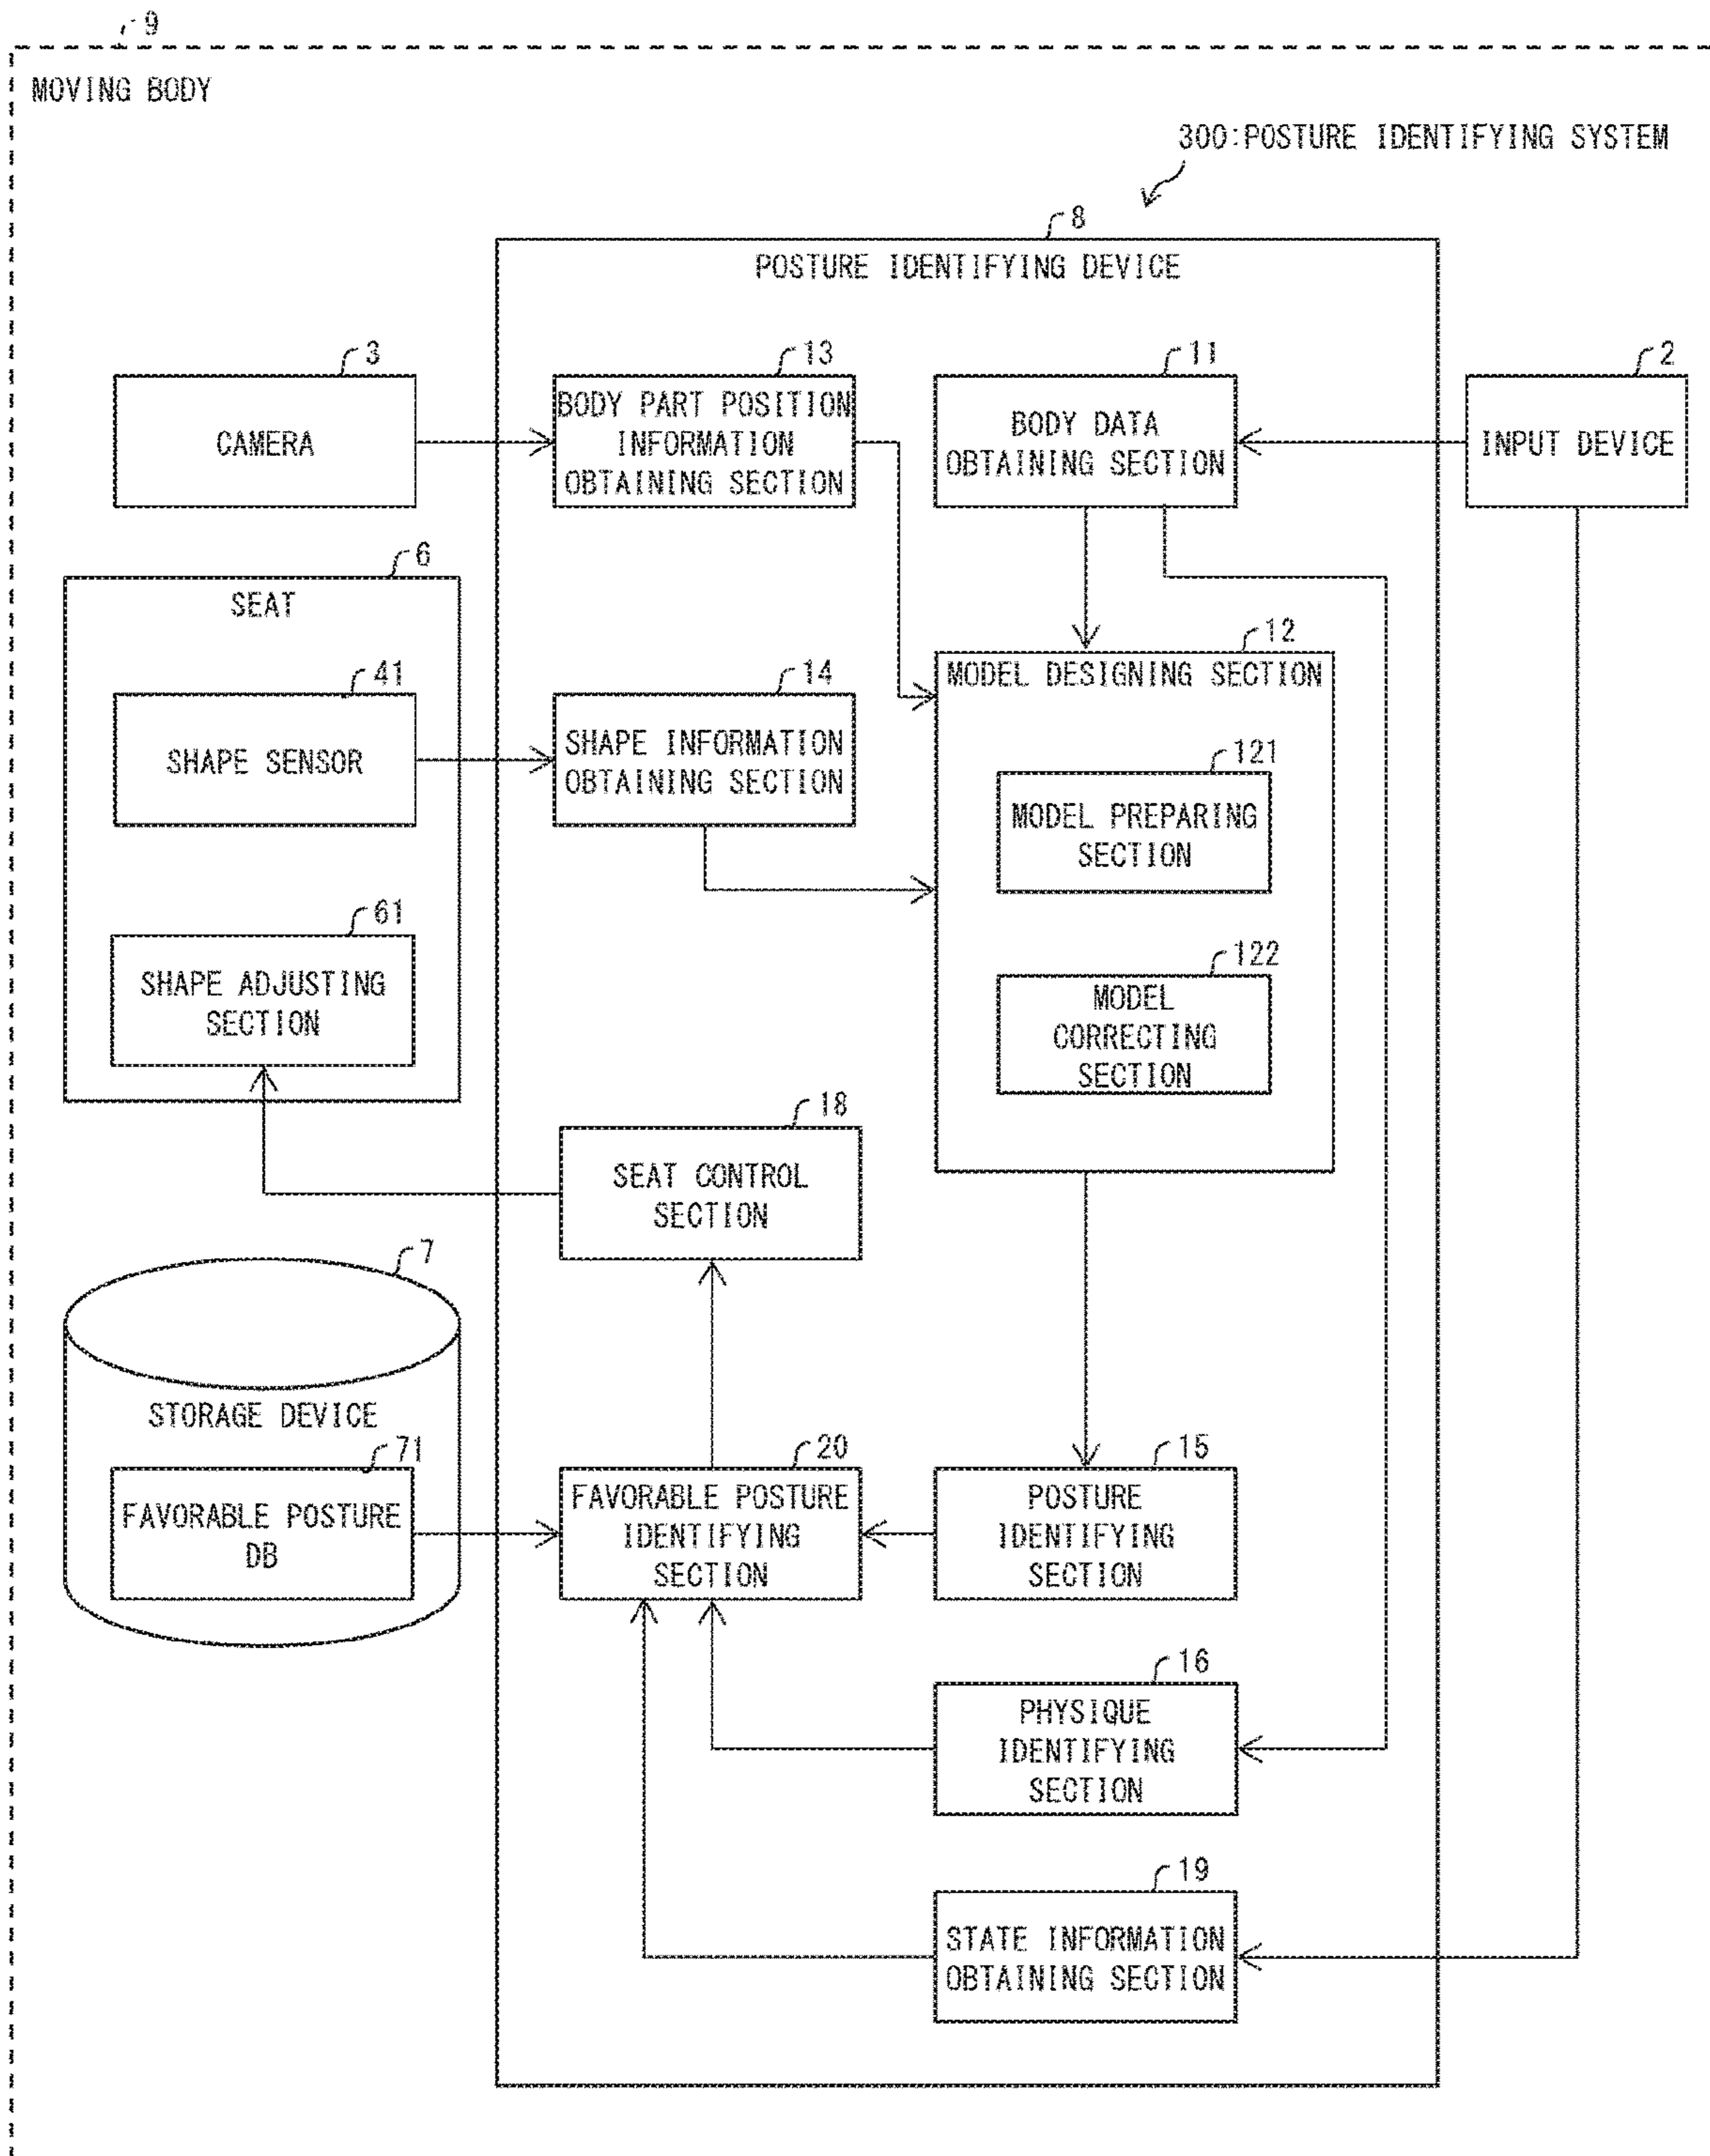 9
MOVING BODY
300:POSTURE IDENTIFYING SYSTEM
8
POSTURE IDENTIFYING DEVICE
3
CAMERA
13
BODY PART POSITION
INFORMATION
OBTAINING SECTION
11
BODY DATA
OBTAINING SECTION
2
INPUT DEVICE
6
SEAT
41
SHAPE SENSOR
14
SHAPE INFORMATION
OBTAINING SECTION
12
MODEL DESIGNING SECTION
121
MODEL PREPARING
SECTION
61
SHAPE ADJUSTING
SECTION
122
MODEL
CORRECTING
SECTION
18
SEAT CONTROL
SECTION
7
STORAGE DEVICE
71
FAVORABLE POSTURE
DB
20
FAVORABLE POSTURE
IDENTIFYING
SECTION
15
POSTURE
IDENTIFYING
SECTION
16
PHYSIQUE
IDENTIFYING
SECTION
19
STATE INFORMATION
OBTAINING SECTION